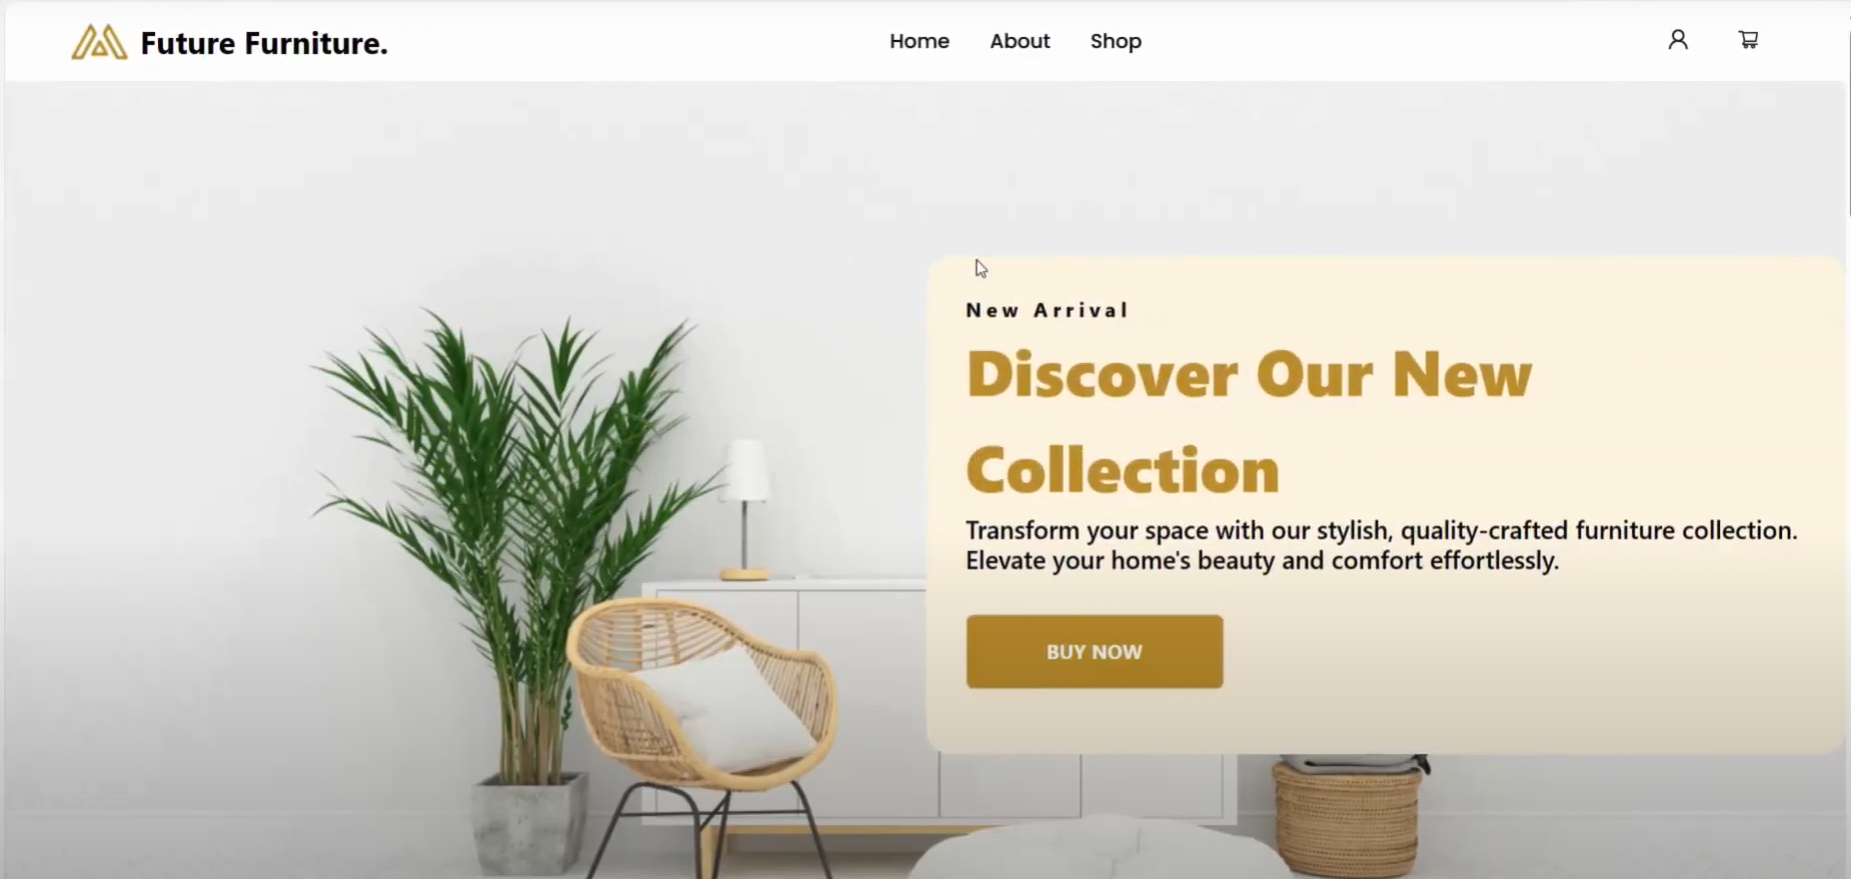 Future Furniture.
Home About Shop
New Arrival
Discover Our New
Collection
Transform your space with our stylish, quality-crafted furniture collection.
Elevate your home's beauty and comfort effortlessly.
BUY NOW